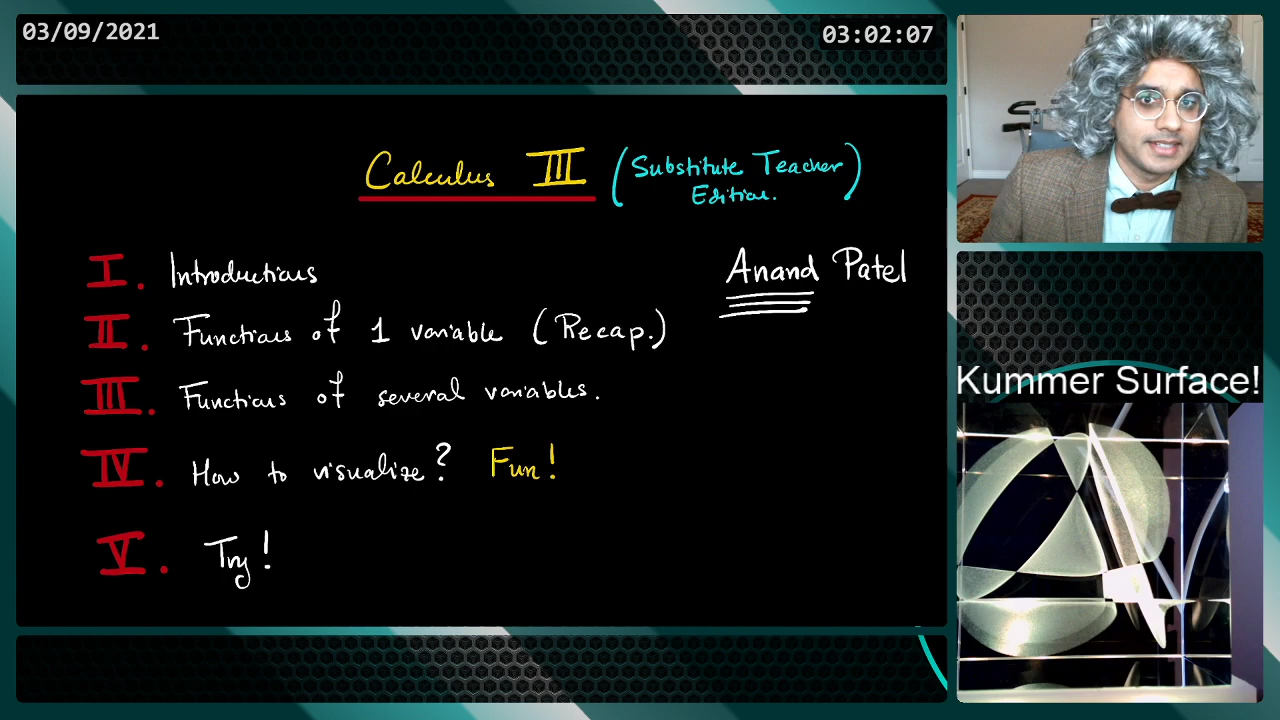 03/09/2021
03:02:07
Calculus III (Substitute Teacher
Edition.)
Anand Patel
I. Introductions
II. Functions of 1 variable (Recap.)
III. Functions of several variables.
IV. How to visualize? Fun!
V. Try!
Kummer Surface!